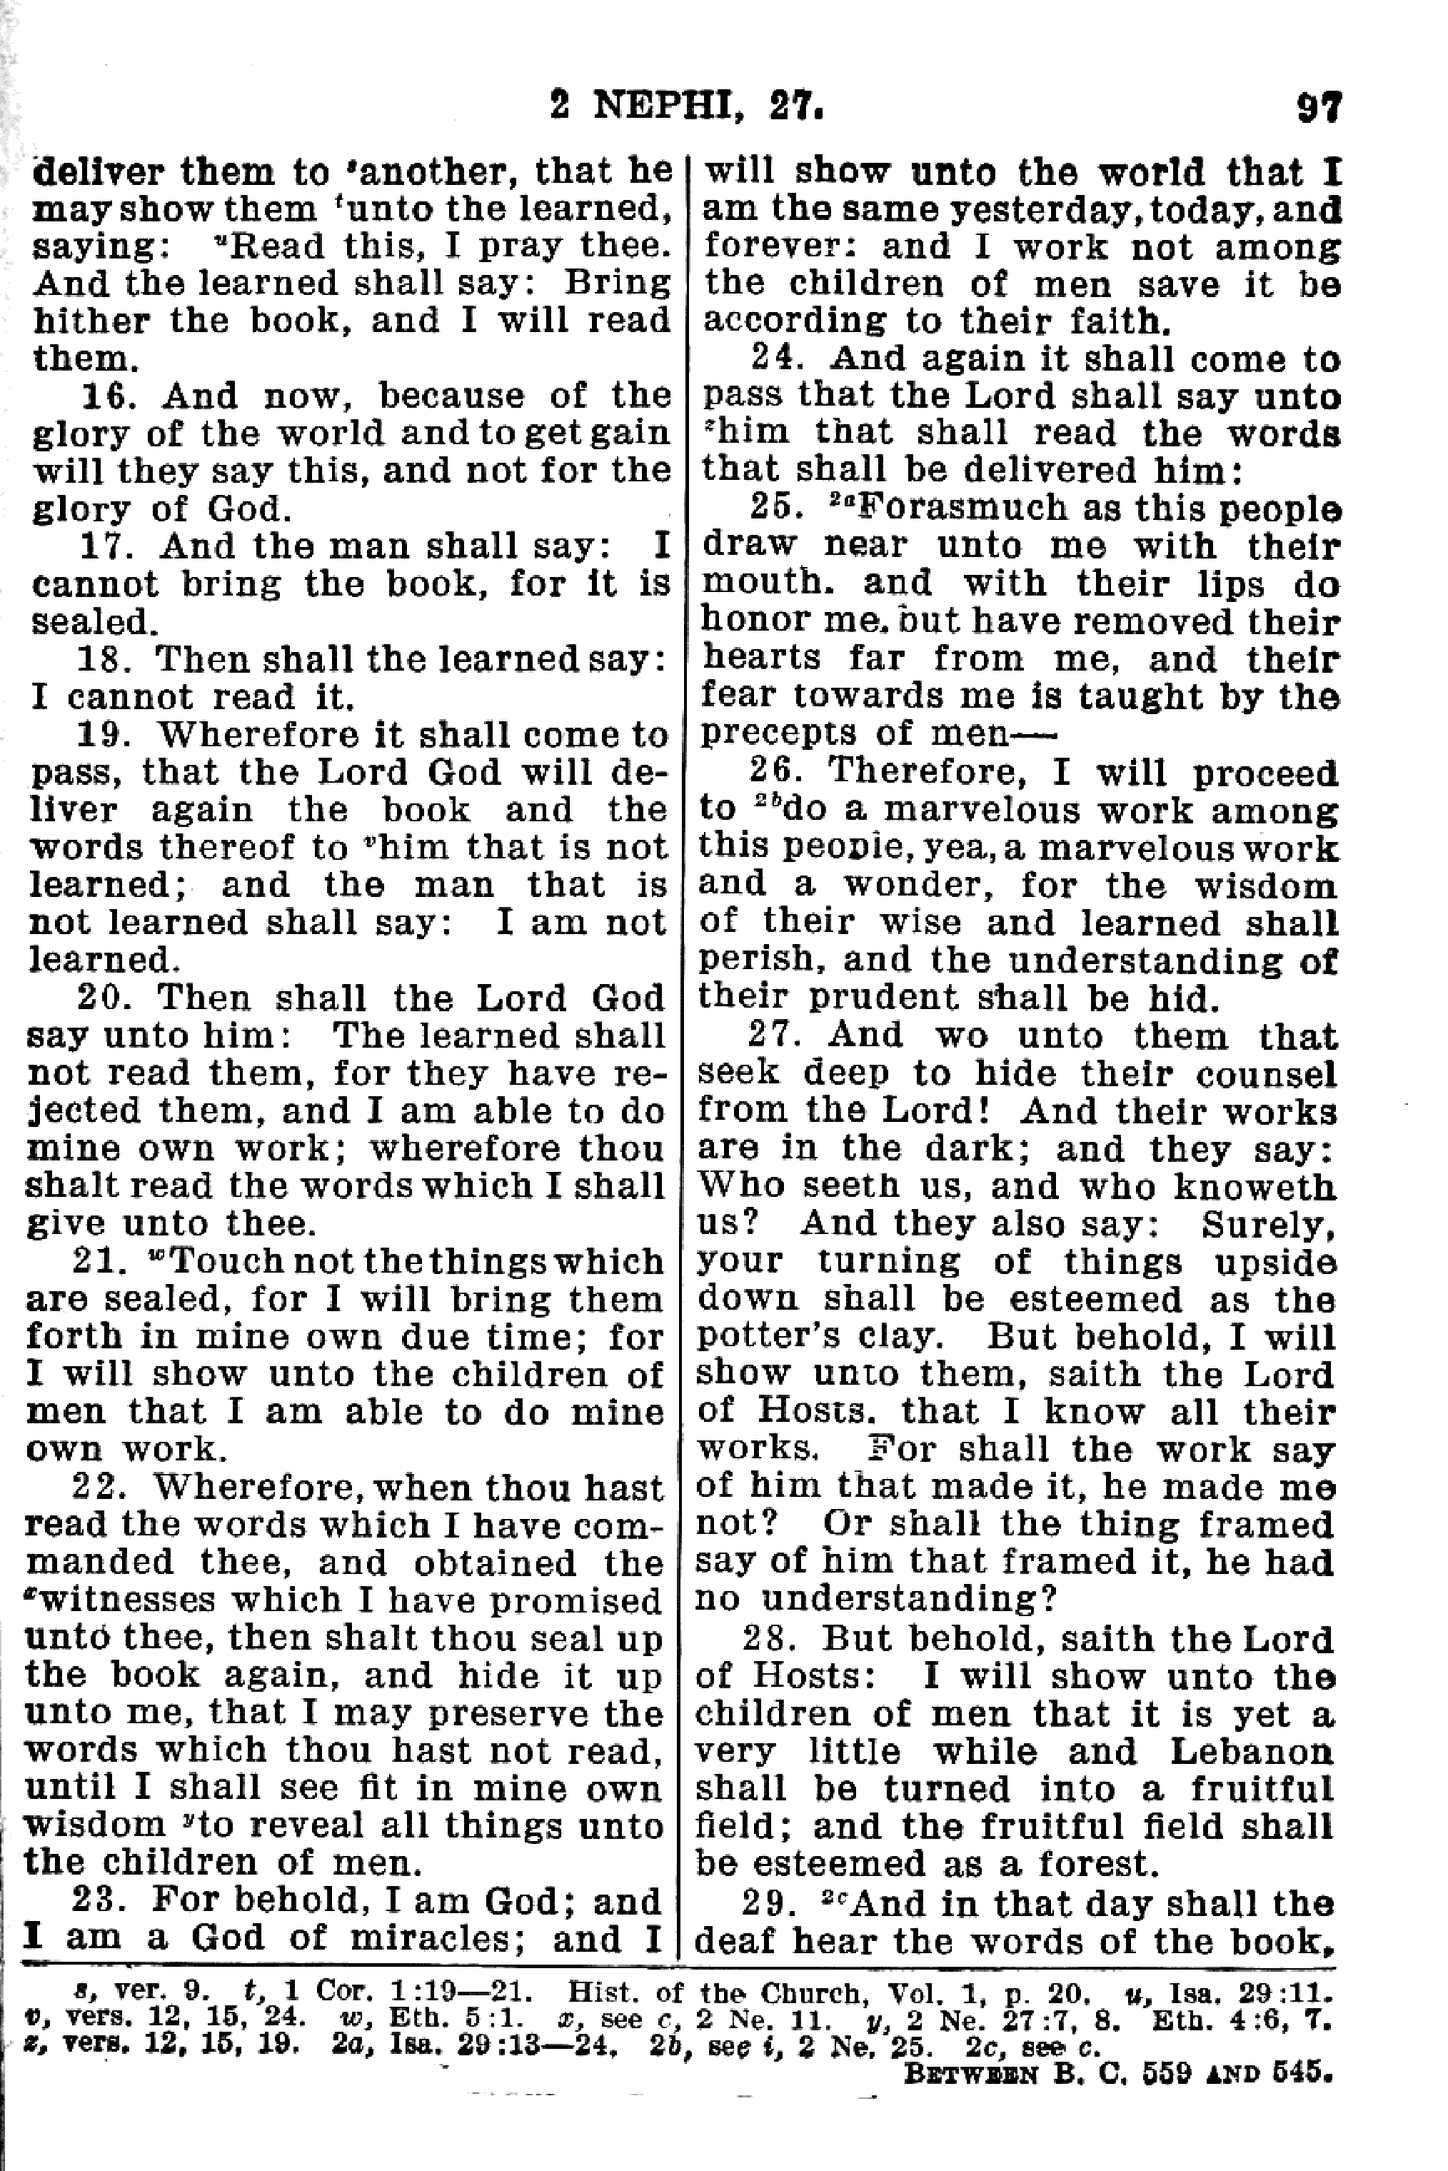 2 NEPHI, 27.
97
deliver them to ˢanother, that he
may show them ᵗunto the learned,
saying: ᵘRead this, I pray thee.
And the learned shall say: Bring
hither the book, and I will read
them.
16. And now, because of the
glory of the world and to get gain
will they say this, and not for the
glory of God.
17. And the man shall say: I
cannot bring the book, for it is
sealed.
18. Then shall the learned say:
I cannot read it.
19. Wherefore it shall come to
pass, that the Lord God will de-
liver again the book and the
words thereof to ᵛhim that is not
learned; and the man that is
not learned shall say: I am not
learned.
20. Then shall the Lord God
say unto him: The learned shall
not read them, for they have re-
jected them, and I am able to do
mine own work; wherefore thou
shalt read the words which I shall
give unto thee.
21. ʷTouch not the things which
are sealed, for I will bring them
forth in mine own due time; for
I will show unto the children of
men that I am able to do mine
own work.
22. Wherefore, when thou hast
read the words which I have com-
manded thee, and obtained the
ˣwitnesses which I have promised
unto thee, then shalt thou seal up
the book again, and hide it up
unto me, that I may preserve the
words which thou hast not read,
until I shall see fit in mine own
wisdom ʸto reveal all things unto
the children of men.
23. For behold, I am God; and
I am a God of miracles; and I
will show unto the world that I
am the same yesterday, today, and
forever: and I work not among
the children of men save it be
according to their faith.
24. And again it shall come to
pass that the Lord shall say unto
ᶻhim that shall read the words
that shall be delivered him:
25. ²ᵃForasmuch as this people
draw near unto me with their
mouth. and with their lips do
honor me. but have removed their
hearts far from me, and their
fear towards me is taught by the
precepts of men—
26. Therefore, I will proceed
to ²ᵇdo a marvelous work among
this people, yea, a marvelous work
and a wonder, for the wisdom
of their wise and learned shall
perish, and the understanding of
their prudent shall be hid.
27. And wo unto them that
seek deep to hide their counsel
from the Lord! And their works
are in the dark; and they say:
Who seeth us, and who knoweth
us? And they also say: Surely,
your turning of things upside
down shall be esteemed as the
potter's clay. But behold, I will
show unto them, saith the Lord
of Hosts. that I know all their
works. For shall the work say
of him that made it, he made me
not? Or shall the thing framed
say of him that framed it, he had
no understanding?
28. But behold, saith the Lord
of Hosts: I will show unto the
children of men that it is yet a
very little while and Lebanon
shall be turned into a fruitful
field; and the fruitful field shall
be esteemed as a forest.
29. ²ᶜAnd in that day shall the
deaf hear the words of the book,
s, ver. 9. t, 1 Cor. 1:19—21. Hist. of the Church, Vol. 1, p. 20. u, Isa. 29:11.
v, vers. 12, 15, 24. w, Eth. 5:1. x, see c, 2 Ne. 11. y, 2 Ne. 27:7, 8. Eth. 4:6, 7.
z, vers. 12, 15, 19. 2a, Isa. 29:13—24. 2b, see i, 2 Ne. 25. 2c, see c.
BETWEEN B. C. 559 AND 545.